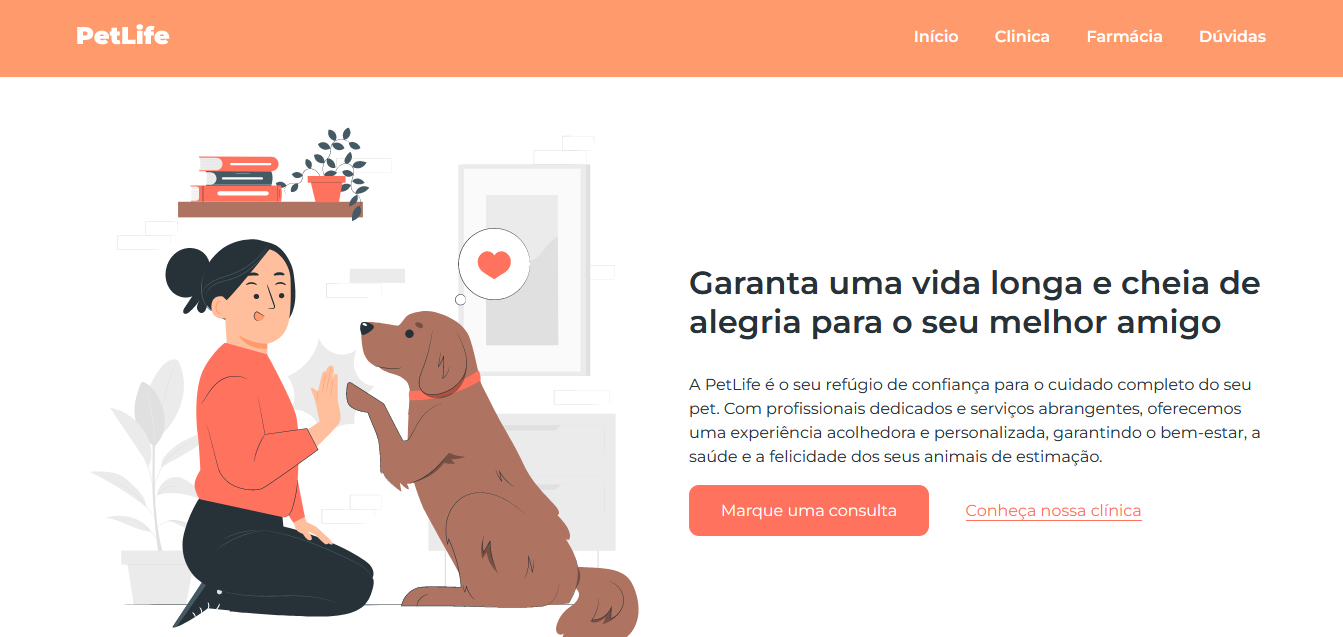 PetLife
Início Clinica Farmácia Dúvidas
Garanta uma vida longa e cheia de
alegria para o seu melhor amigo
A PetLife é o seu refúgio de confiança para o cuidado completo do seu
pet. Com profissionais dedicados e serviços abrangentes, oferecemos
uma experiência acolhedora e personalizada, garantindo o bem-estar, a
saúde e a felicidade dos seus animais de estimação.
Marque uma consulta
Conheça nossa clínica